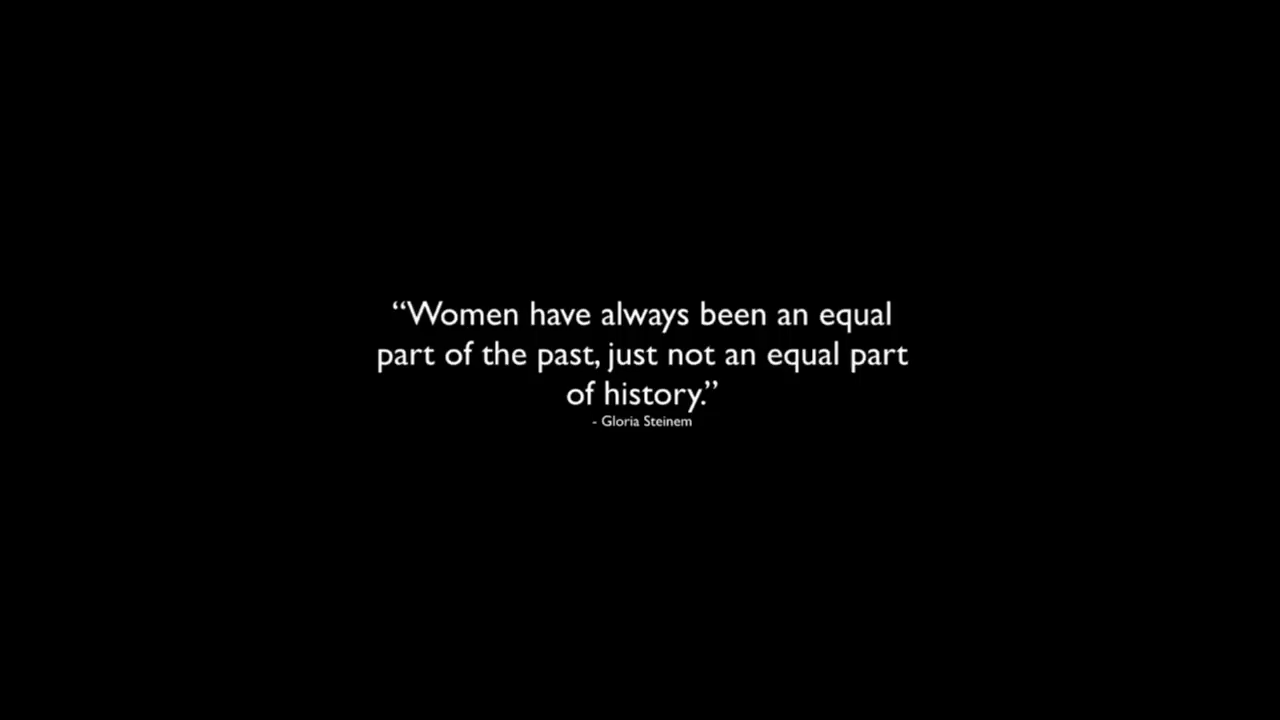 “Women have always been an equal
part of the past, just not an equal part
of history.”
- Gloria Steinem